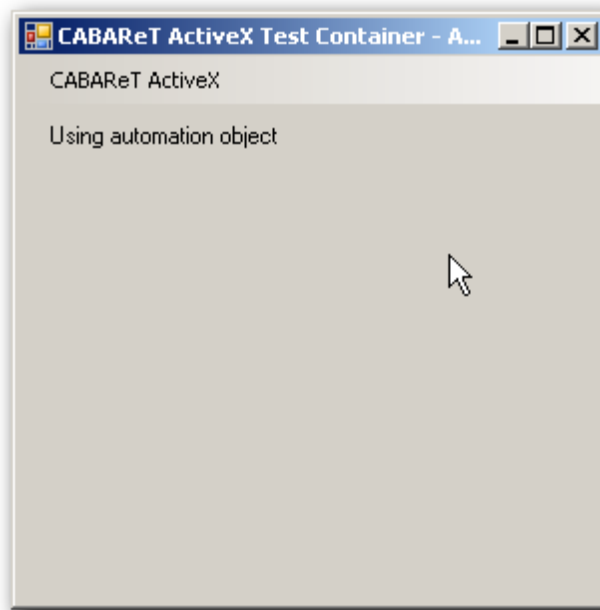 CABAReT ActiveX Test Container - A...
CABAReT ActiveX
Using automation object